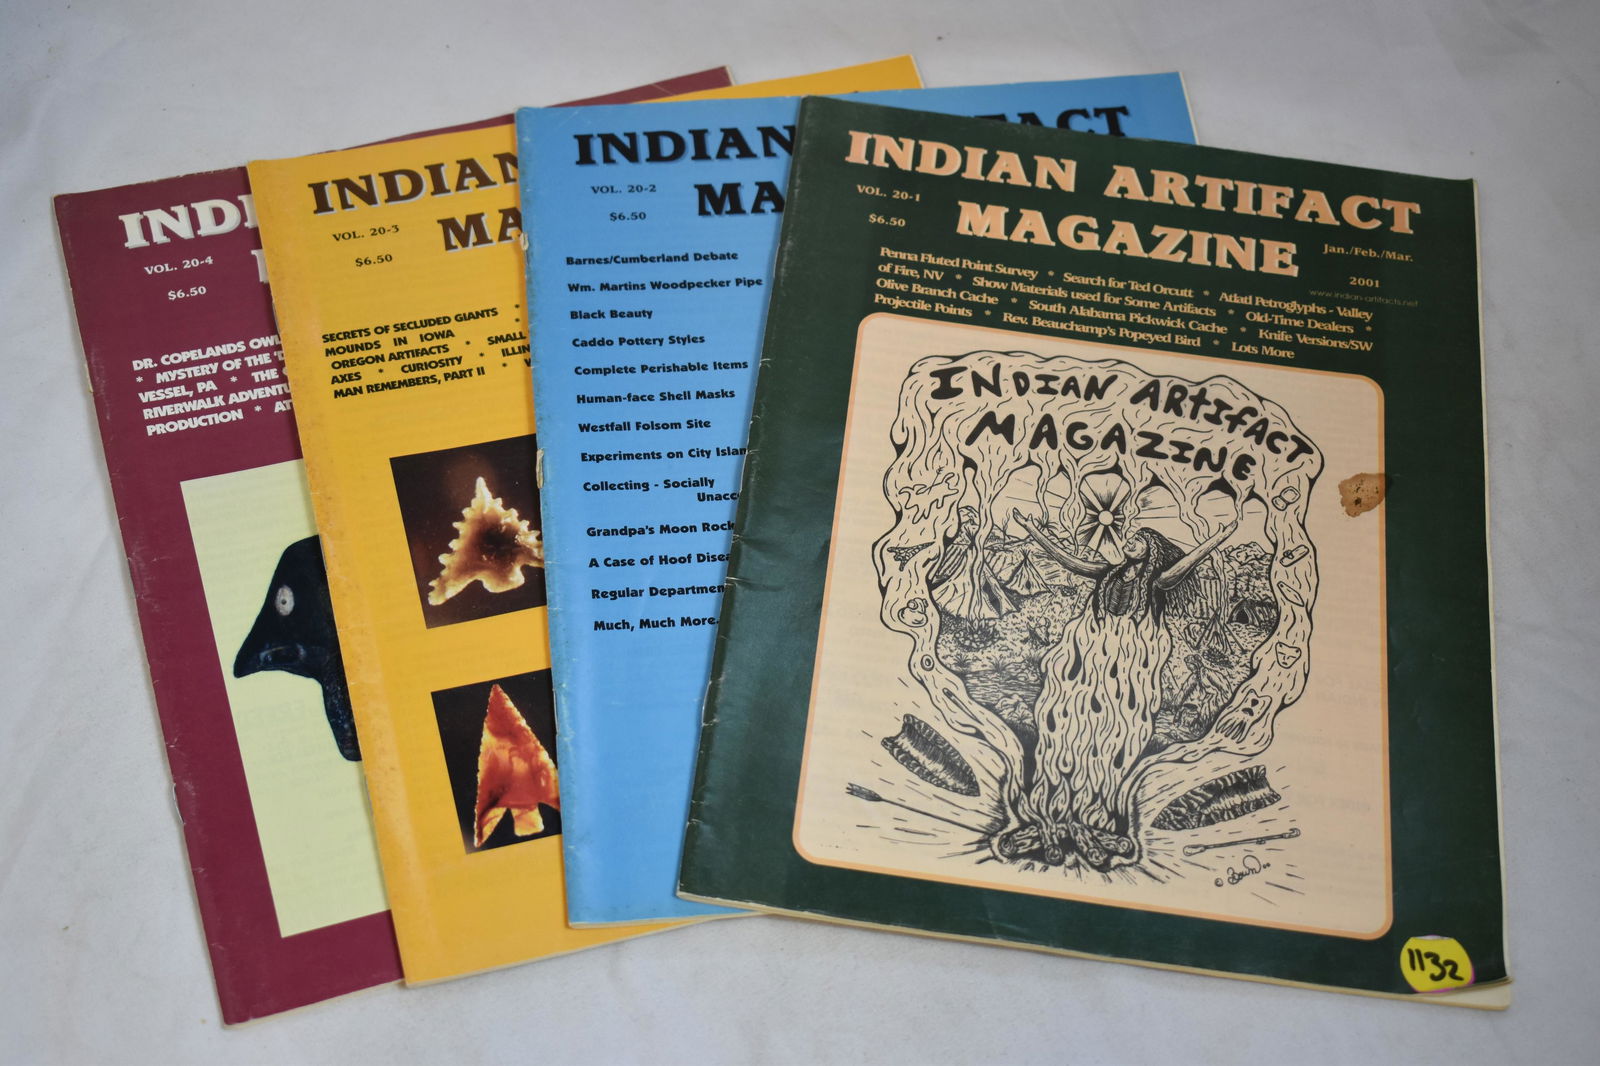 INDI
VOL. 20-4
$6.50
DR. COPELANDS OWL
* MYSTERY OF THE
VESSEL, PA * THE
RIVERWALK ADVENTU
PRODUCTION * AT
INDIAN
MA
VOL. 20-3
$6.50
SECRETS OF SECLUDED GIANTS *
MOUNDS IN IOWA
OREGON ARTIFACTS * SMALL
AXES * CURIOSITY * ILLIN
MAN REMEMBERS, PART II *
INDIAN FACT
VOL. 20-2
MA
$6.50
Barnes/Cumberland Debate
Wm. Martins Woodpecker Pipe
Black Beauty
Caddo Pottery Styles
Complete Perishable Items
Human-face Shell Masks
Westfall Folsom Site
Experiments on City Islan
Collecting - Socially
Unacc
Grandpa's Moon Rock
A Case of Hoof Disea
Regular Departmen
Much, Much More.
INDIAN ARTIFACT
VOL. 20-1
MAGAZINE
$6.50
Jan./Feb./Mar.
2001
www.indian-artifacts.net
Penna Fluted Point Survey * Search for Ted Orcutt * Atlatl Petroglyphs - Valley
of Fire, NV * Show Materials used for Some Artifacts * Old-Time Dealers *
Olive Branch Cache * South Alabama Pickwick Cache * Knife Versions/SW
Projectile Points * Rev. Beauchamp's Popeyed Bird * Lots More
INDIAN ARTIFACT
MAGAZINE
©
1132